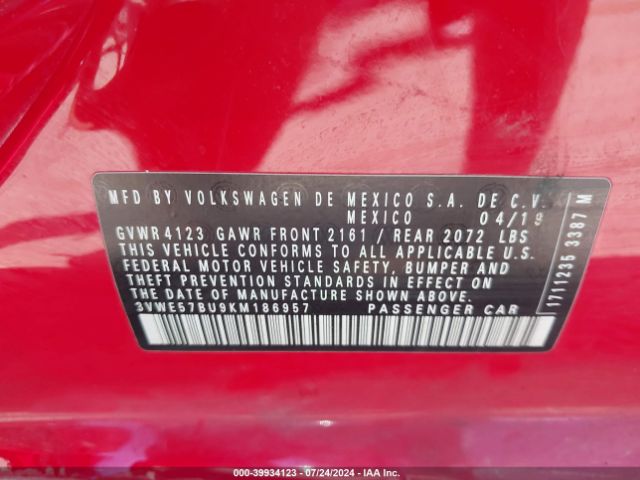 MFD BY VOLKSWAGEN DE MEXICO S.A. DE C.V.
MEXICO 04/19
GVWR 4123 GAWR FRONT 2161 / REAR 2072 LBS
THIS VEHICLE CONFORMS TO ALL APPLICABLE U.S.
FEDERAL MOTOR VEHICLE SAFETY, BUMPER AND
THEFT PREVENTION STANDARDS IN EFFECT ON
THE DATE OF MANUFACTURE SHOWN ABOVE.
3VWE57BU9KM186957 PASSENGER CAR
1711235 3387 M
000-39934123 - 07/24/2024 - IAA Inc.